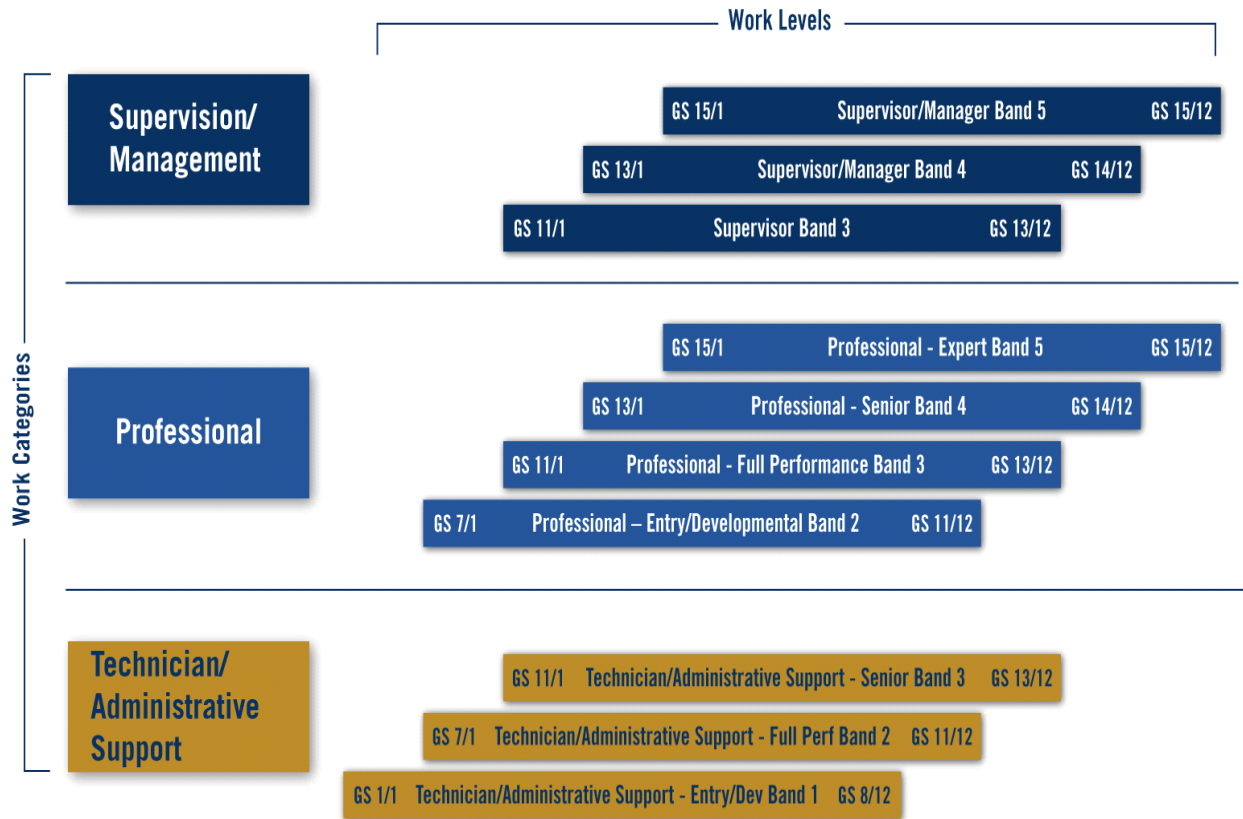 Work Levels
Work Categories
Supervision/
Management
GS 15/1 Supervisor/Manager Band 5 GS 15/12
GS 13/1 Supervisor/Manager Band 4 GS 14/12
GS 11/1 Supervisor Band 3 GS 13/12
Professional
GS 15/1 Professional - Expert Band 5 GS 15/12
GS 13/1 Professional - Senior Band 4 GS 14/12
GS 11/1 Professional - Full Performance Band 3 GS 13/12
GS 7/1 Professional – Entry/Developmental Band 2 GS 11/12
Technician/
Administrative
Support
GS 11/1 Technician/Administrative Support - Senior Band 3 GS 13/12
GS 7/1 Technician/Administrative Support - Full Perf Band 2 GS 11/12
GS 1/1 Technician/Administrative Support - Entry/Dev Band 1 GS 8/12